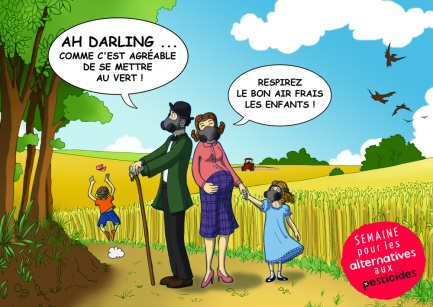 AH DARLING ...
COMME C'EST AGRÉABLE
DE SE METTRE
AU VERT !
RESPIREZ
LE BON AIR FRAIS
LES ENFANTS !
SEMAINE
pour les
alternatives
aux
pesticides